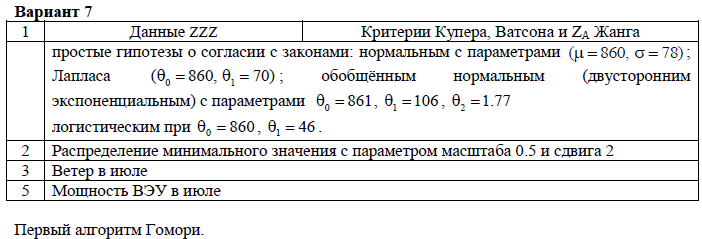 Вариант 7
1 Данные ZZZ Критерии Купера, Ватсона и Z_A Жанга
простые гипотезы о согласии с законами: нормальным с параметрами (μ = 860, σ = 78) ;
Лапласа (θ₀ = 860, θ₁ = 70) ; обобщённым нормальным (двусторонним
экспоненциальным) с параметрами θ₀ = 861 , θ₁ = 106 , θ₂ = 1.77
логистическим при θ₀ = 860 , θ₁ = 46 .
2 Распределение минимального значения с параметром масштаба 0.5 и сдвига 2
3 Ветер в июле
5 Мощность ВЭУ в июле
Первый алгоритм Гомори.